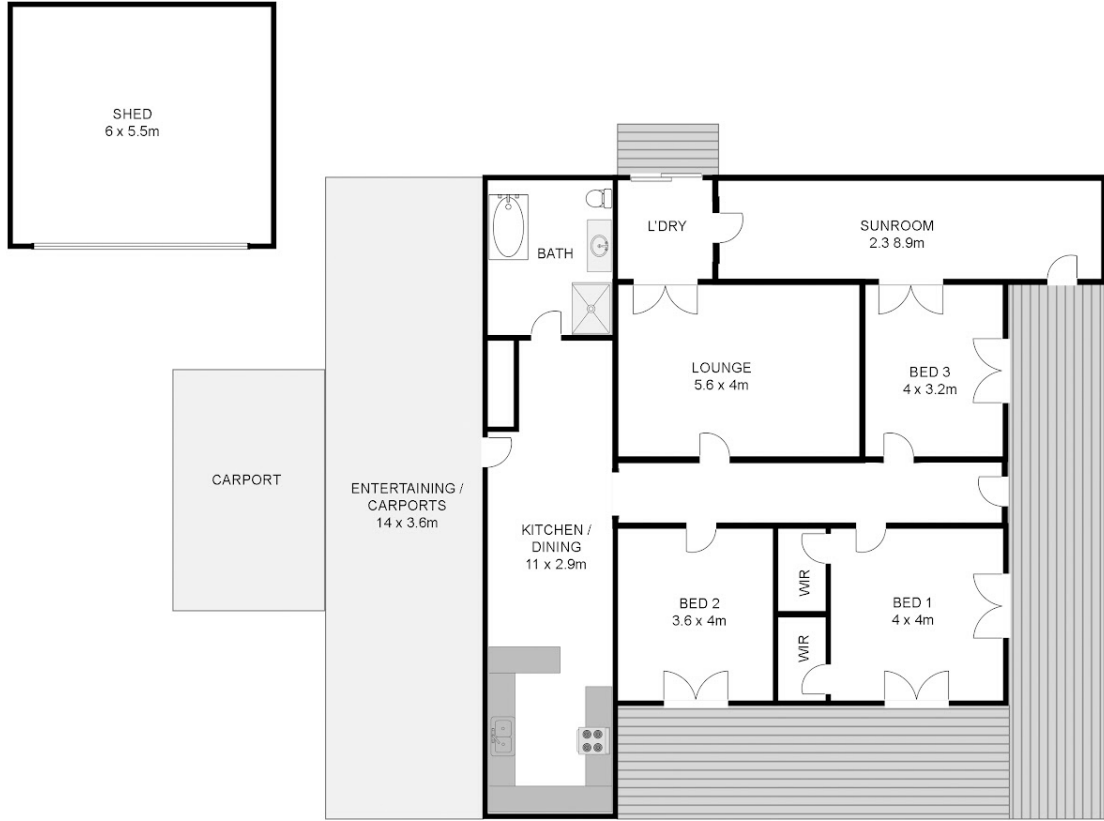 SHED
6 x 5.5m
L'DRY
SUNROOM
2.3 8.9m
BATH
LOUNGE
5.6 x 4m
BED 3
4 x 3.2m
CARPORT
ENTERTAINING /
CARPORTS
14 x 3.6m
KITCHEN /
DINING
11 x 2.9m
BED 2
3.6 x 4m
WIR
WIR
BED 1
4 x 4m